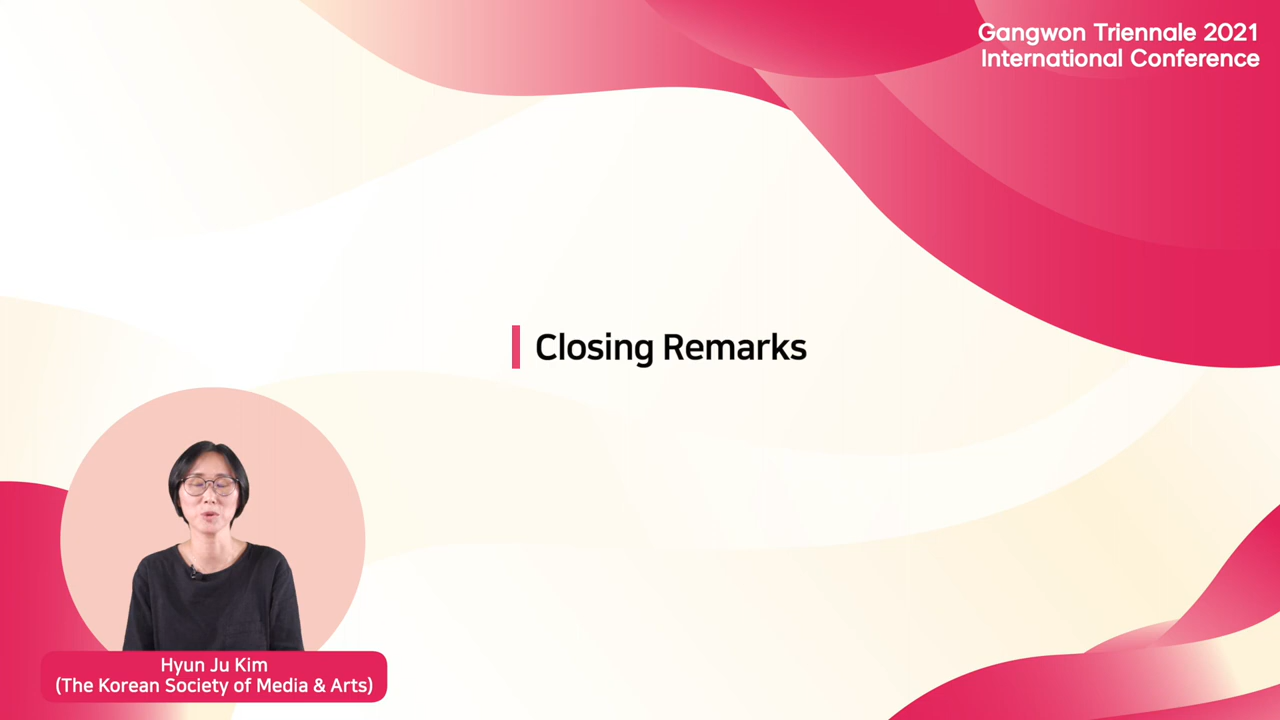 Gangwon Triennale 2021
International Conference
Closing Remarks
Hyun Ju Kim
(The Korean Society of Media & Arts)